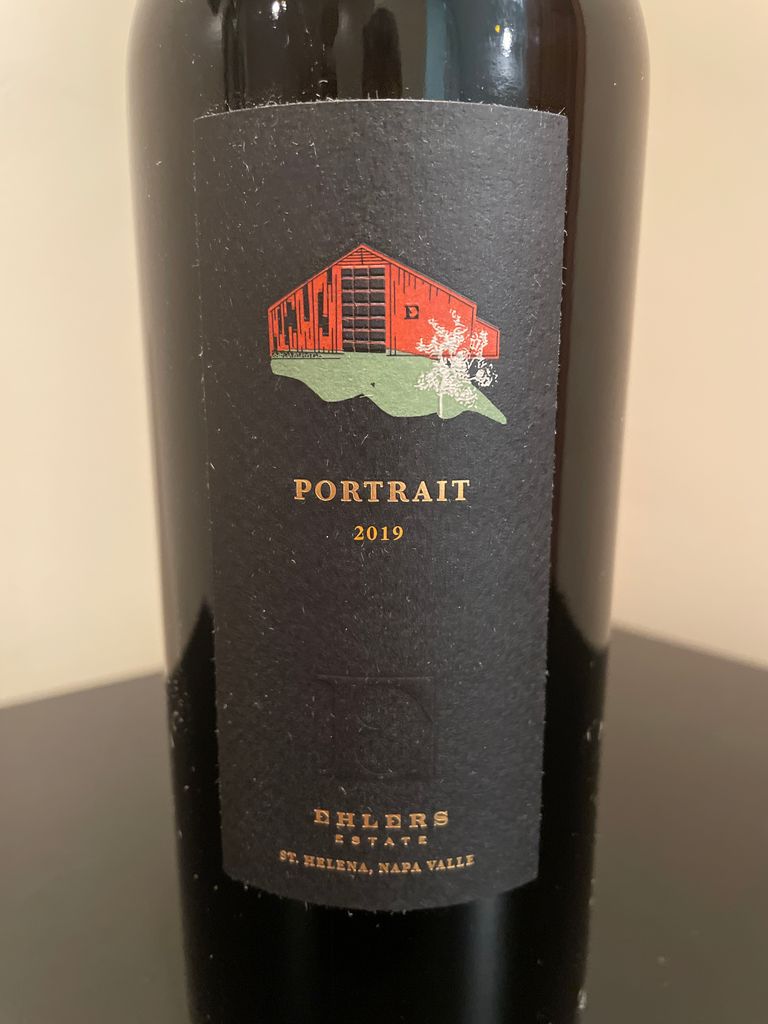 E
PORTRAIT
2019
EHLERS
ESTATE
ST. HELENA, NAPA VALLE